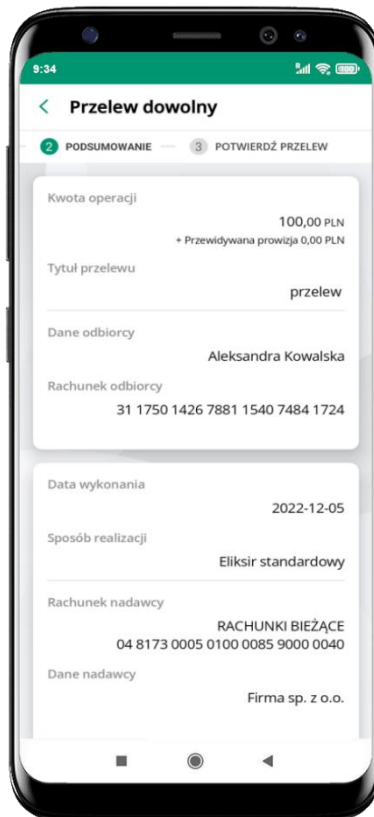 9:34
Przelew dowolny
2 PODSUMOWANIE 3 POTWIERDŹ PRZELEW
Kwota operacji
100,00 PLN
+ Przewidywana prowizja 0,00 PLN
Tytuł przelewu
przelew
Dane odbiorcy
Aleksandra Kowalska
Rachunek odbiorcy
31 1750 1426 7881 1540 7484 1724
Data wykonania
2022-12-05
Sposób realizacji
Eliksir standardowy
Rachunek nadawcy
RACHUNKI BIEŻĄCE
04 8173 0005 0100 0085 9000 0040
Dane nadawcy
Firma sp. z o.o.